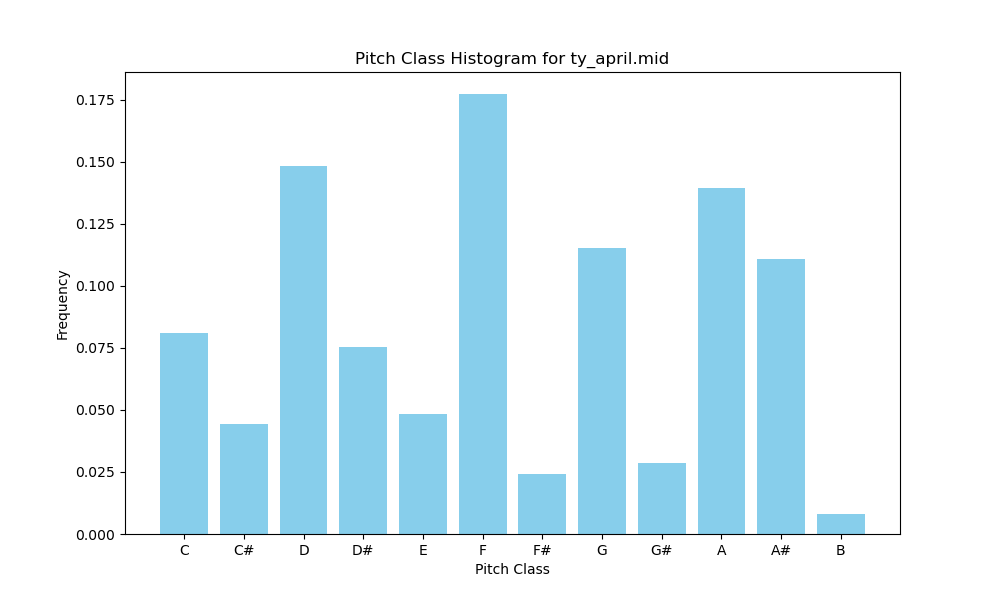 Pitch Class Histogram for ty_april.mid
Frequency
0.175
0.150
0.125
0.100
0.075
0.050
0.025
0.000
C C# D D# E F F# G G# A A# B
Pitch Class